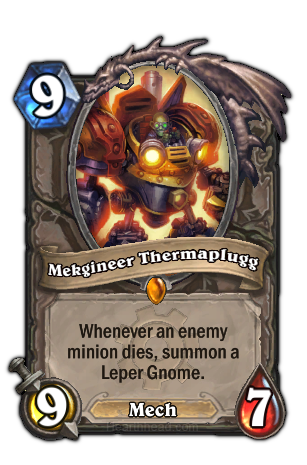 9
Mekgineer Thermaplugg
Whenever an enemy
minion dies, summon a
Leper Gnome.
9
Mech
7